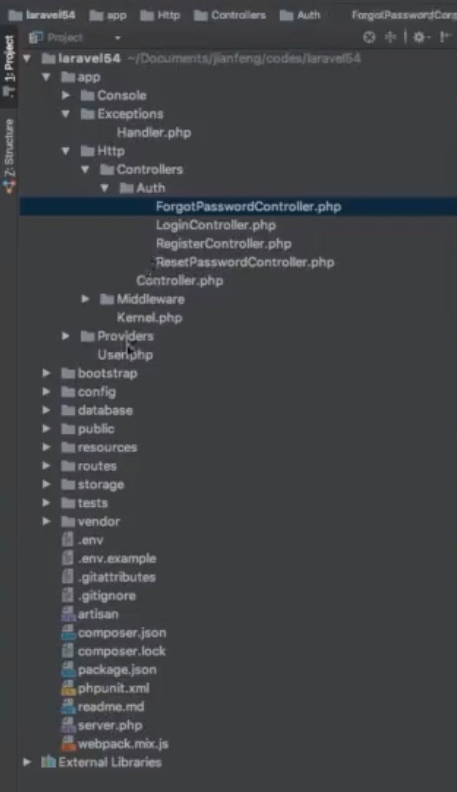 laravel54 app Http Controllers Auth
Project
1: Project
Z: Structure
laravel54 ~/Documents/jianfeng/codes/laravel54
app
Console
Exceptions
Handler.php
Http
Controllers
Auth
ForgotPasswordController.php
LoginController.php
RegisterController.php
ResetPasswordController.php
Controller.php
Middleware
Kernel.php
Providers
User.php
bootstrap
config
database
public
resources
routes
storage
tests
vendor
.env
.env.example
.gitattributes
.gitignore
artisan
composer.json
composer.lock
package.json
phpunit.xml
readme.md
server.php
webpack.mix.js
External Libraries